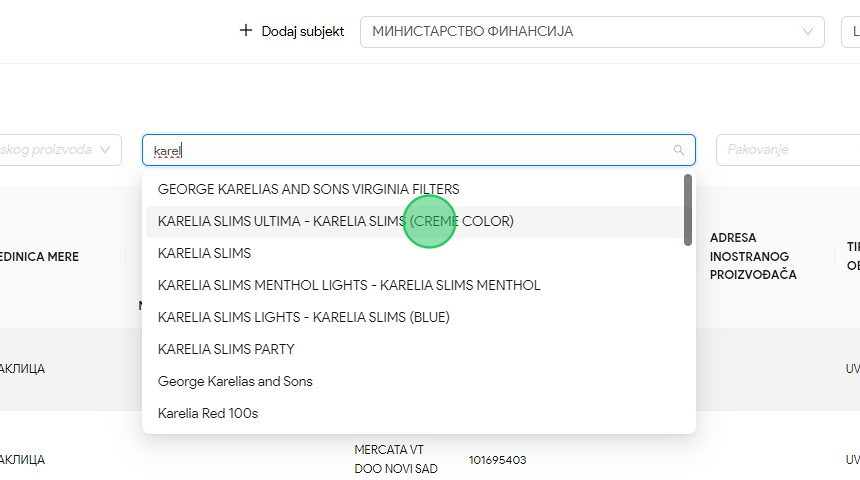 Dodaj subjekt
МИНИСТАРСТВО ФИНАНСИЈА
L
skog proizvoda
karel
Pakovanje
GEORGE KARELIAS AND SONS VIRGINIA FILTERS
KARELIA SLIMS ULTIMA - KARELIA SLIMS (CREME COLOR)
KARELIA SLIMS
KARELIA SLIMS MENTHOL LIGHTS - KARELIA SLIMS MENTHOL
KARELIA SLIMS LIGHTS - KARELIA SLIMS (BLUE)
KARELIA SLIMS PARTY
George Karelias and Sons
Karelia Red 100s
EDINICA MERE
ADRESA
INOSTRANOG
PROIZVOĐAČA
TIP
OB
АКЛИЦА
UV
АКЛИЦА
MERCATA VT
DOO NOVI SAD
101695403
UV